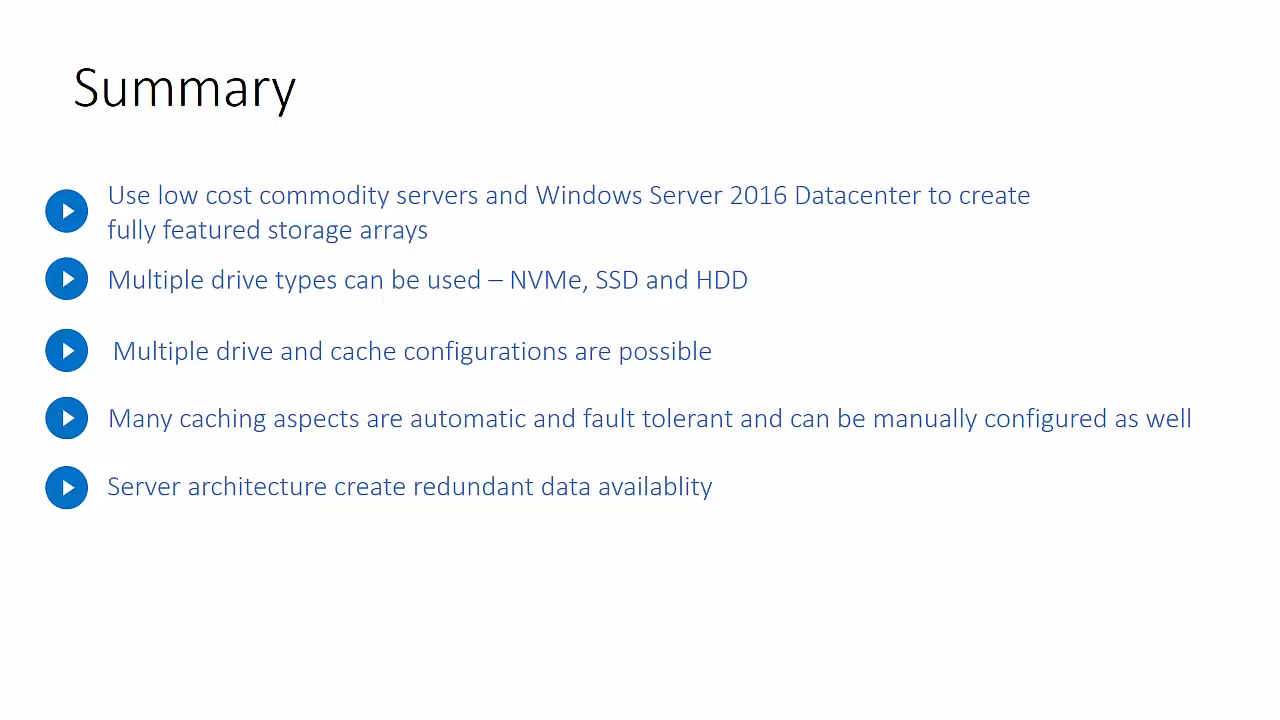 Summary
Use low cost commodity servers and Windows Server 2016 Datacenter to create
fully featured storage arrays
Multiple drive types can be used – NVMe, SSD and HDD
Multiple drive and cache configurations are possible
Many caching aspects are automatic and fault tolerant and can be manually configured as well
Server architecture create redundant data availablity